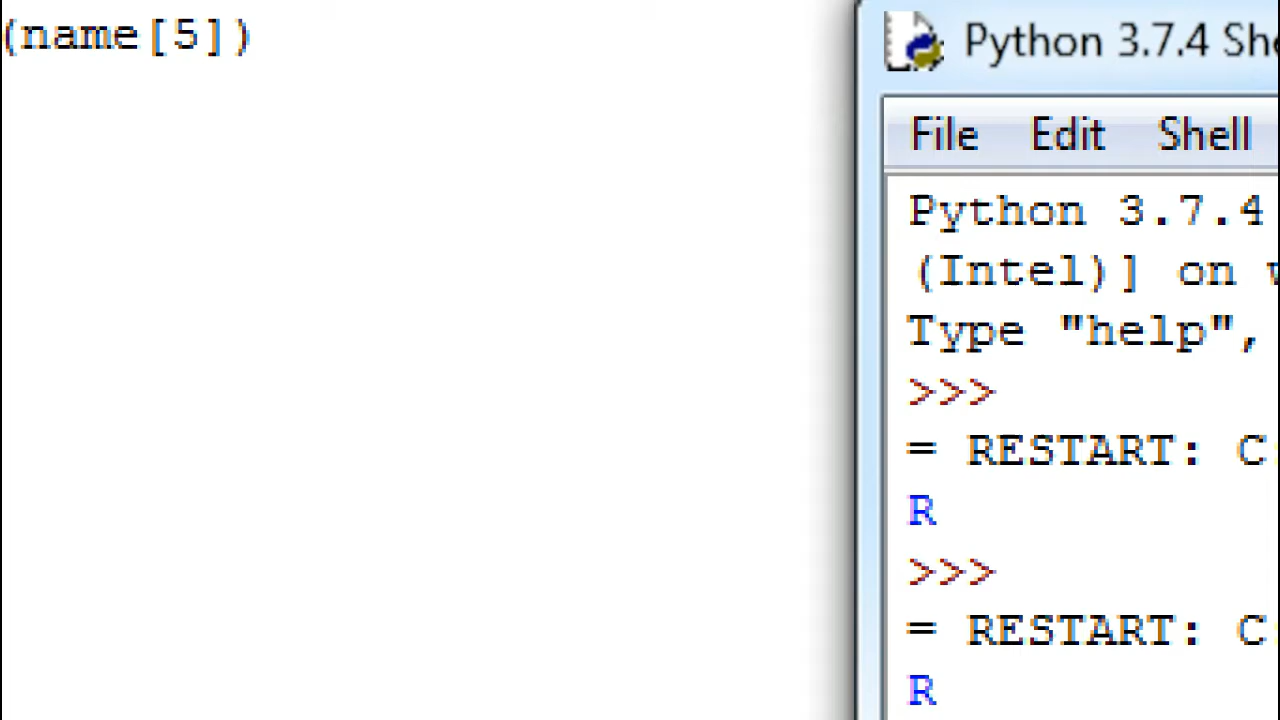 (name[5])
Python 3.7.4
File Edit Shell
Python 3.7.4
(Intel)] on
Type "help",
>>>
= RESTART: C:
R
>>>
= RESTART: C:
R